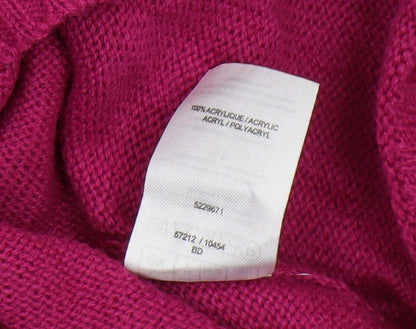 100% ACRYLIQUE / ACRYLIC
ACRYL / POLYACRYL
5229671
57212 / 10454
BD